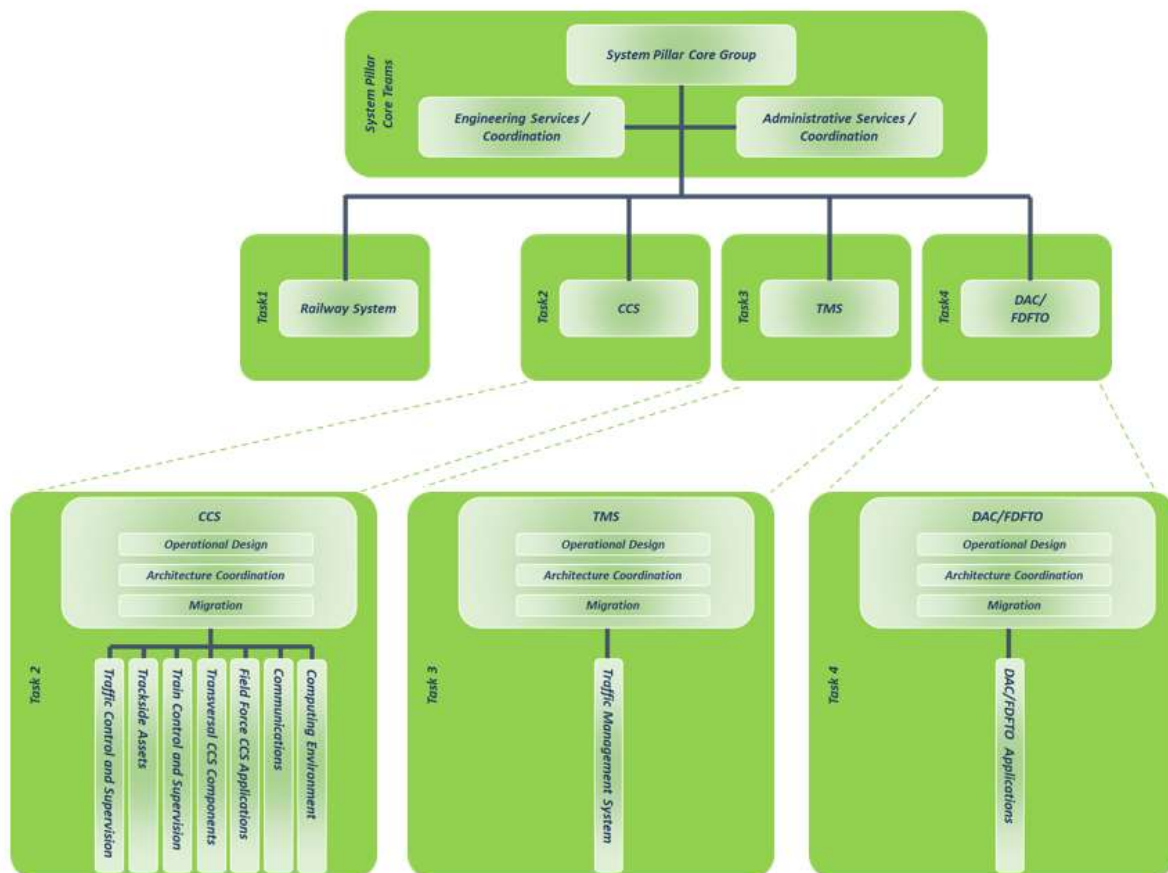 System Pillar
Core Teams
System Pillar Core Group
Engineering Services /
Coordination
Administrative Services /
Coordination
Task1
Railway System
Task2
CCS
Task3
TMS
Task4
DAC/
FDFTO
Task 2
CCS
Operational Design
Architecture Coordination
Migration
Traffic Control and Supervision
Trackside Assets
Train Control and Supervision
Transversal CCS Components
Field Force CCS Applications
Communications
Computing Environment
Task 3
TMS
Operational Design
Architecture Coordination
Migration
Traffic Management System
Task 4
DAC/FDFTO
Operational Design
Architecture Coordination
Migration
DAC/FDFTO Applications